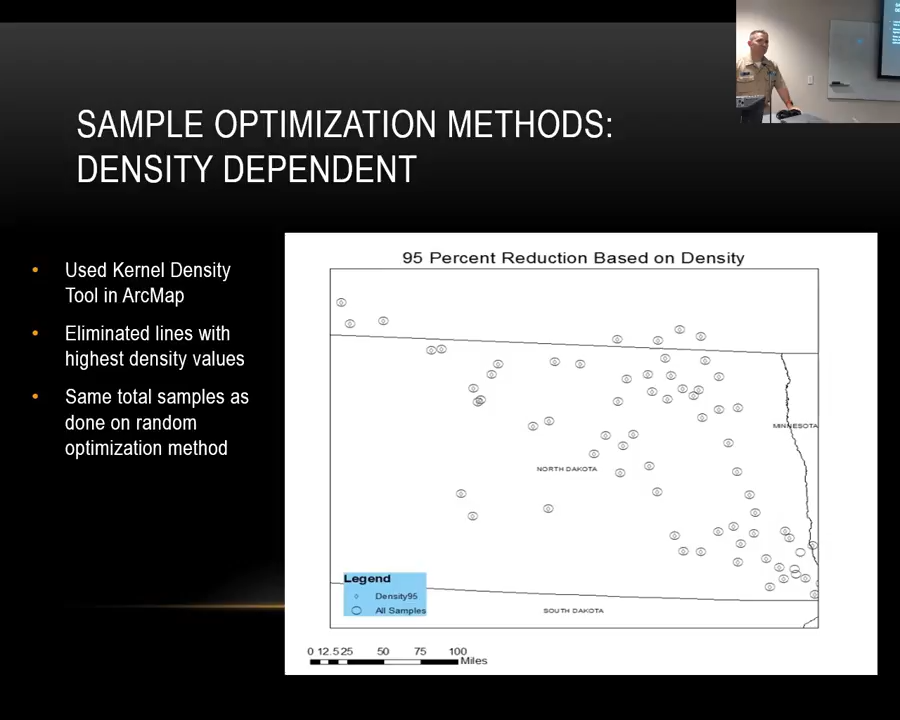 SAMPLE OPTIMIZATION METHODS:
DENSITY DEPENDENT
• Used Kernel Density
Tool in ArcMap
• Eliminated lines with
highest density values
• Same total samples as
done on random
optimization method
95 Percent Reduction Based on Density
MINNESOTA
NORTH DAKOTA
SOUTH DAKOTA
Legend
Density95
All Samples
0 12.5 25 50 75 100
Miles